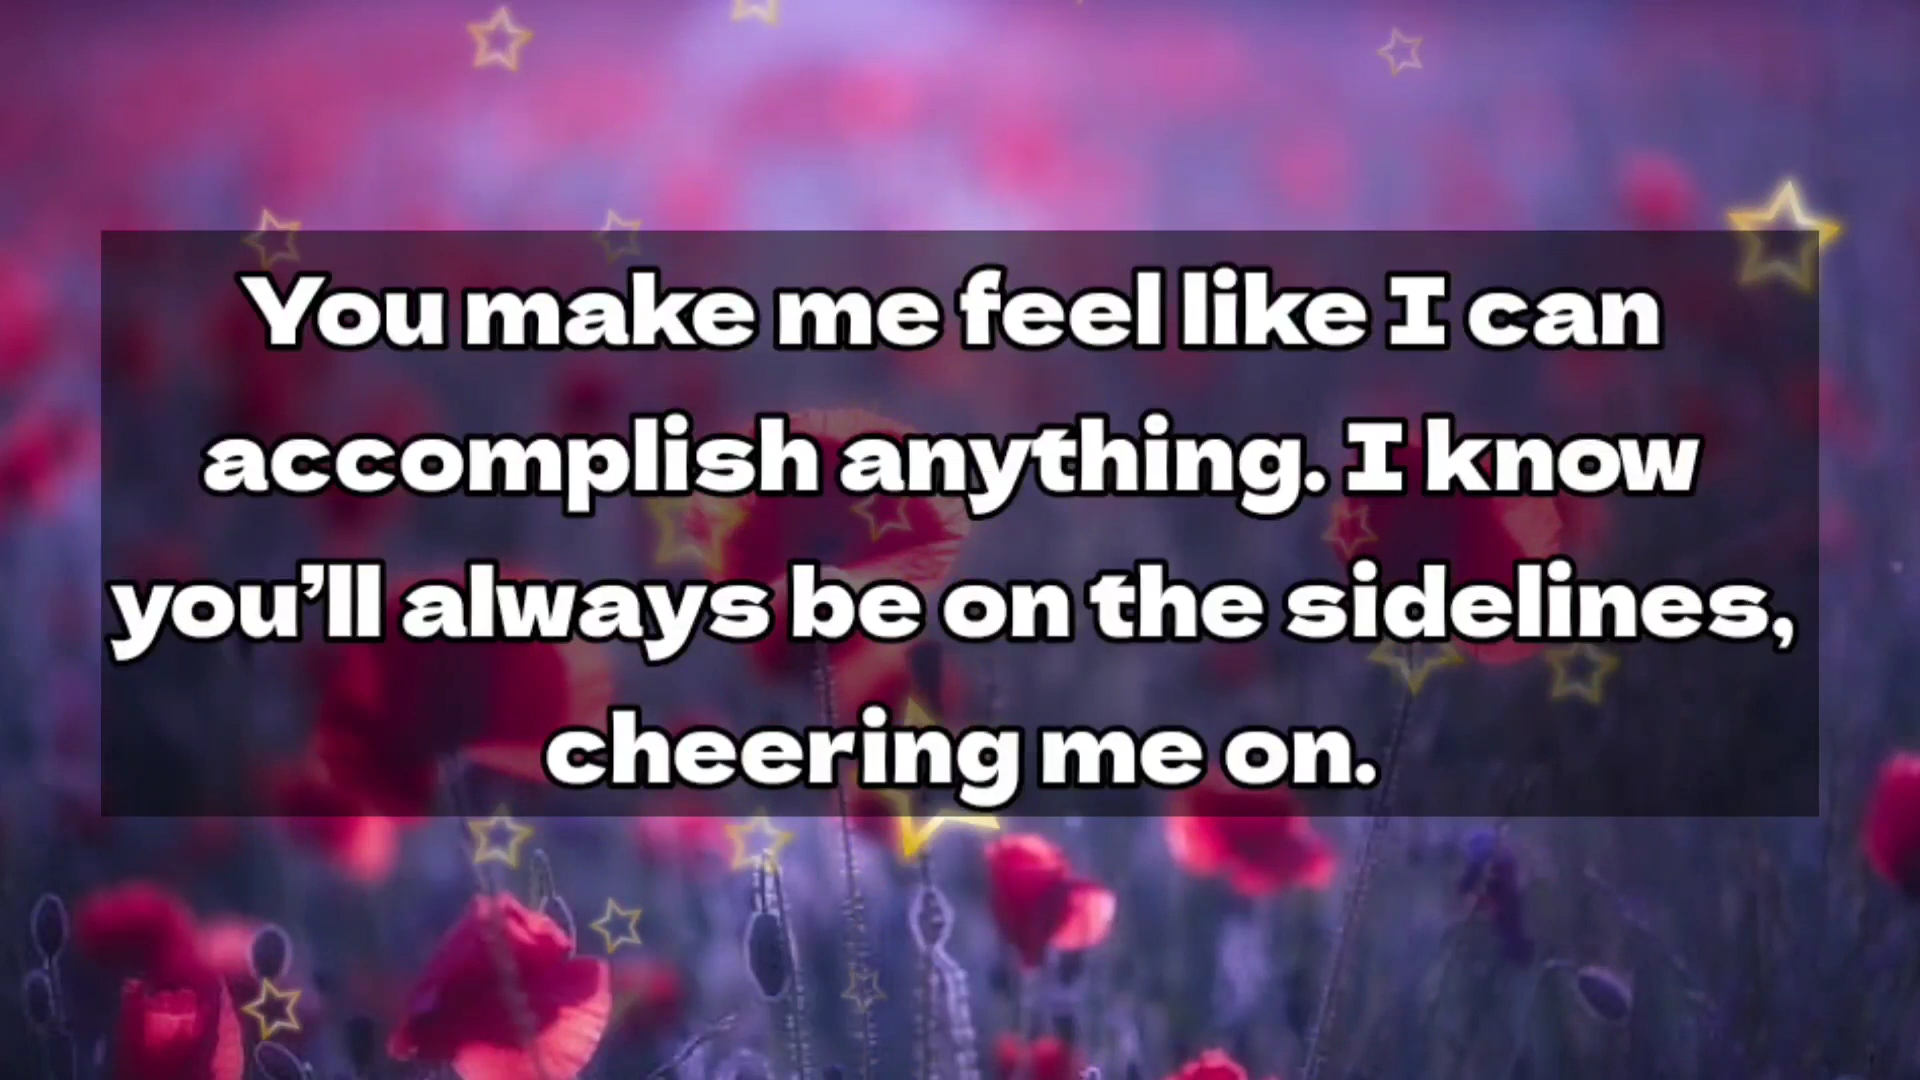 You make me feel like I can
accomplish anything. I know
you’ll always be on the sidelines,
cheering me on.